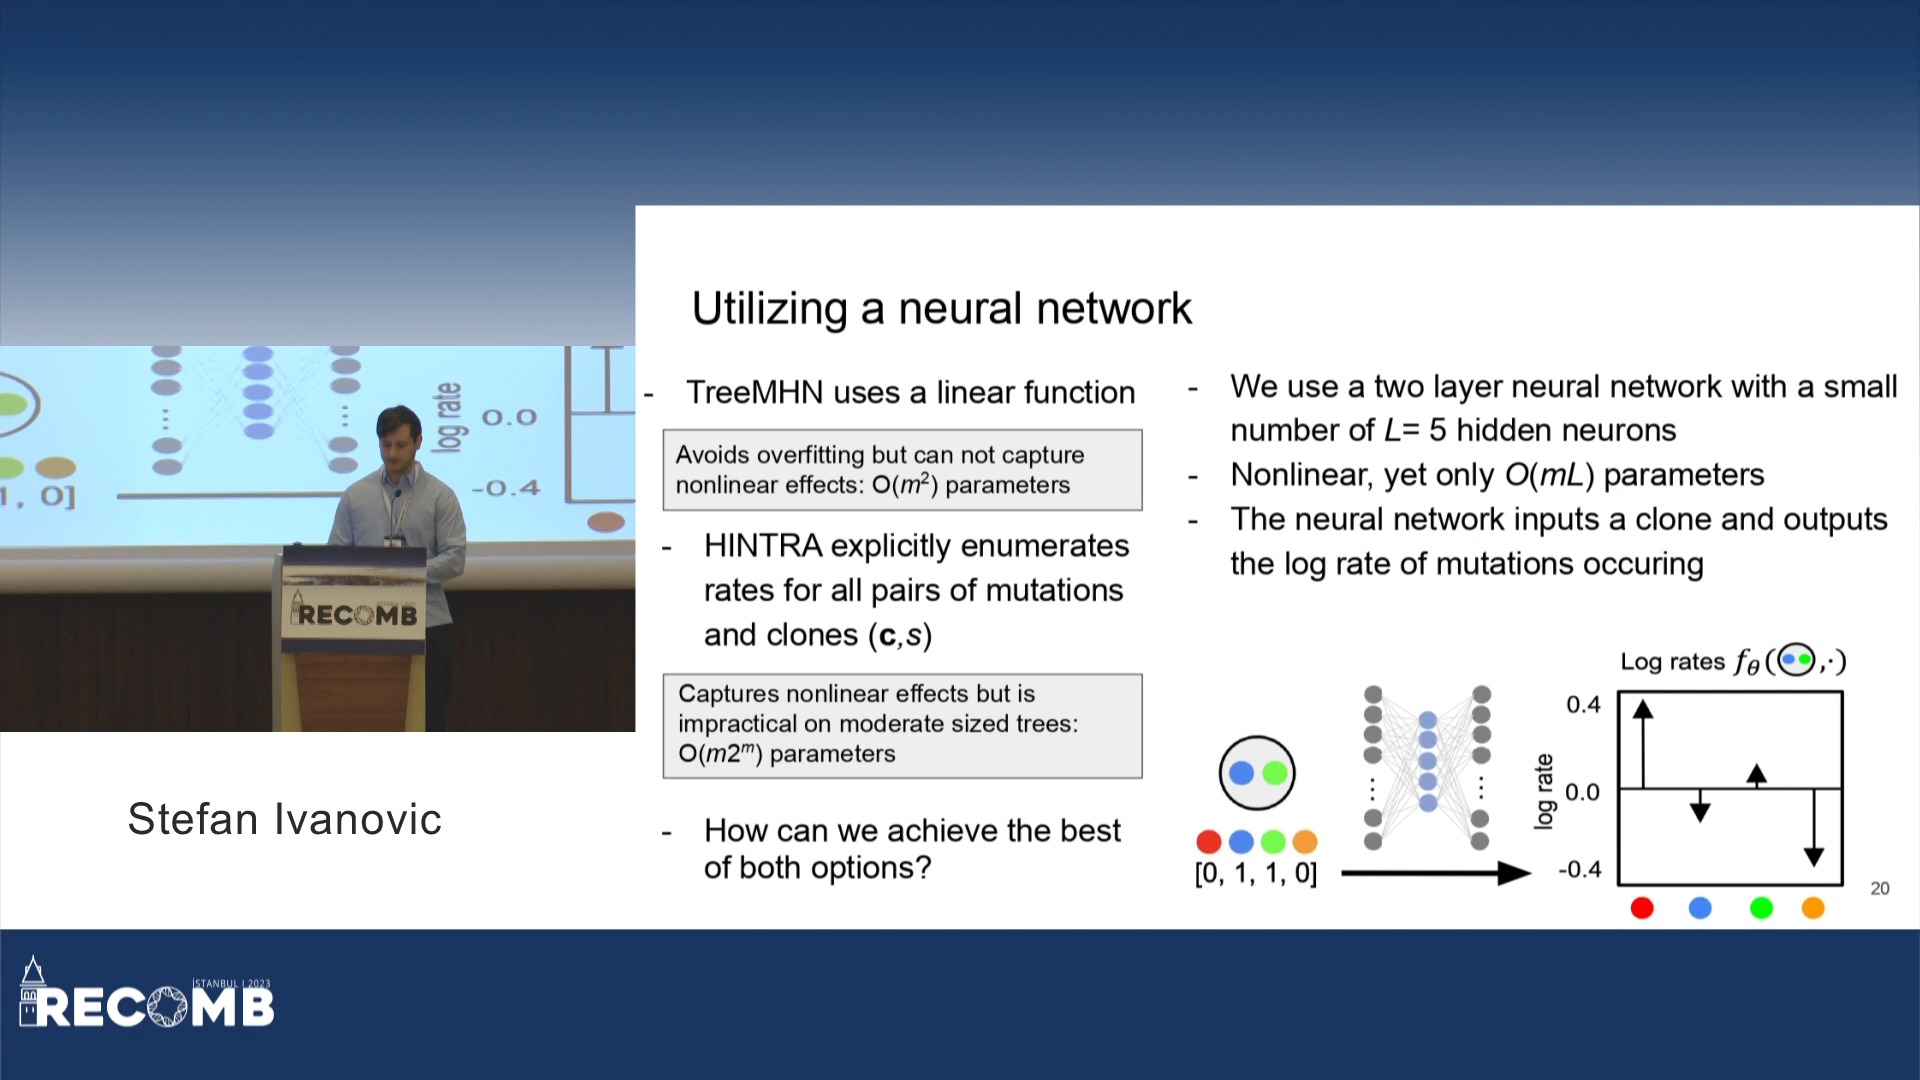 Utilizing a neural network
- TreeMHN uses a linear function
Avoids overfitting but can not capture
nonlinear effects: O(m²) parameters
- HINTRA explicitly enumerates
rates for all pairs of mutations
and clones (c,s)
Captures nonlinear effects but is
impractical on moderate sized trees:
O(m2ᵐ) parameters
- How can we achieve the best
of both options?
- We use a two layer neural network with a small
number of L= 5 hidden neurons
- Nonlinear, yet only O(mL) parameters
- The neural network inputs a clone and outputs
the log rate of mutations occuring
Log rates fθ( ,·)
0.4
0.0
-0.4
log rate
[0, 1, 1, 0]
20
log rate
0.0
-0.4
1, 0]
RECOMB
Stefan Ivanovic
İSTANBUL | 2023
RECOMB